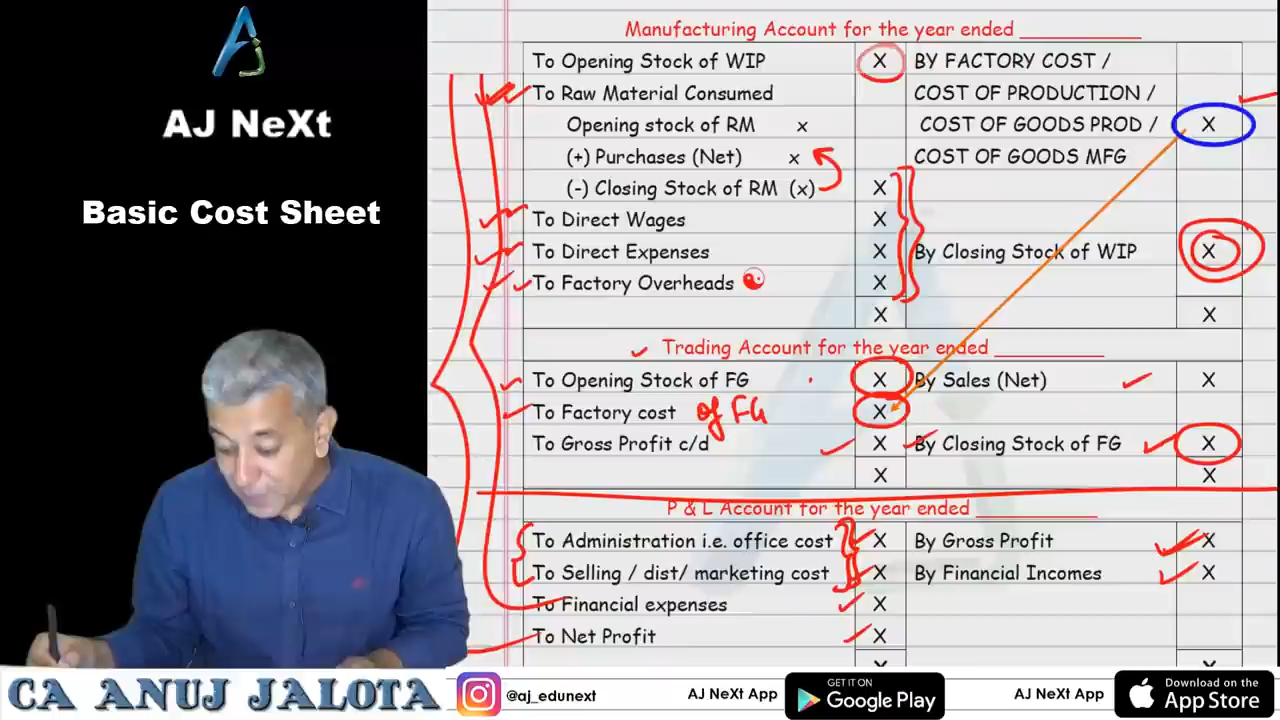 AJ NeXt
Basic Cost Sheet
Manufacturing Account for the year ended ____________
To Opening Stock of WIP X BY FACTORY COST /
To Raw Material Consumed COST OF PRODUCTION /
Opening stock of RM x COST OF GOODS PROD / X
(+) Purchases (Net) x COST OF GOODS MFG
(-) Closing Stock of RM (x) X
To Direct Wages X
To Direct Expenses X By Closing Stock of WIP X
To Factory Overheads X
X X
Trading Account for the year ended ___________
To Opening Stock of FG X By Sales (Net) X
To Factory cost of FG X
To Gross Profit c/d X By Closing Stock of FG X
X X
P & L Account for the year ended ____________
To Administration i.e. office cost X By Gross Profit X
To Selling / dist/ marketing cost X By Financial Incomes X
To Financial expenses X
To Net Profit X
CA ANUJ JALOTA @aj_edunext AJ NeXt App GET IT ON Google Play AJ NeXt App Download on the App Store